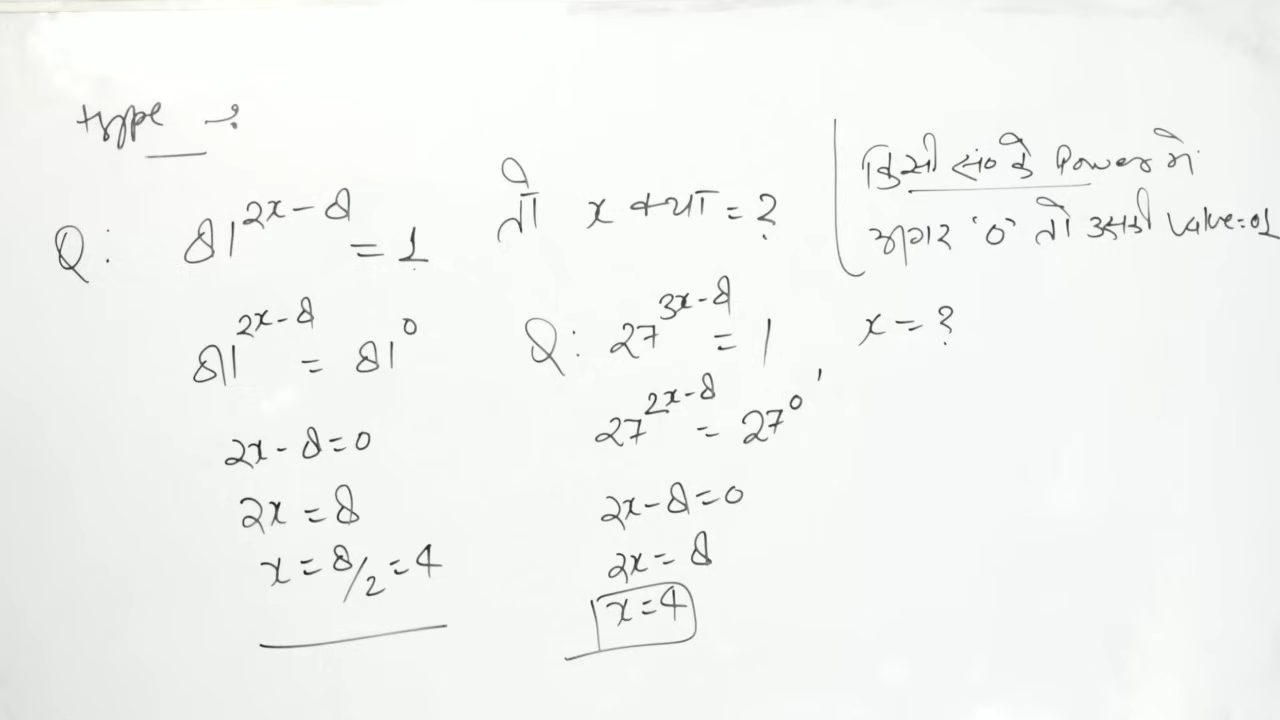 type :
Q: 81^{2x-8} = 1 तो x क्या = ?
81^{2x-8} = 81^0
2x - 8 = 0
2x = 8
x = 8/2 = 4
किसी सं० के Power में
अगर '0' तो उसकी value = 01
Q: 27^{3x-8} = 1 x = ?
27^{2x-8} = 27^0
2x - 8 = 0
2x = 8
x = 4